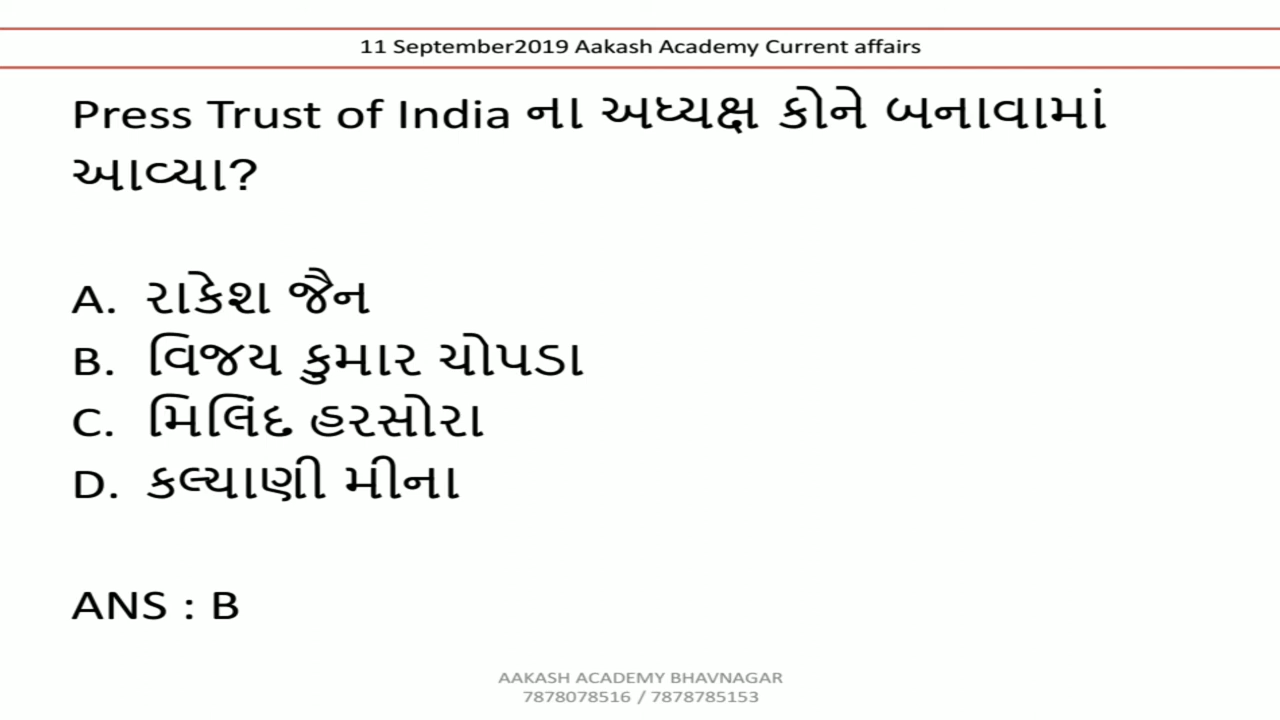 11 September2019 Aakash Academy Current affairs
Press Trust of India ના અધ્યક્ષ કોને બનાવામાં
આવ્યા?
A. રાકેશ જૈન
B. વિજય કુમાર ચોપડા
C. મિલિંદ હરસોરા
D. કલ્યાણી મીના
ANS : B
AAKASH ACADEMY BHAVNAGAR
7878078516 / 7878785153